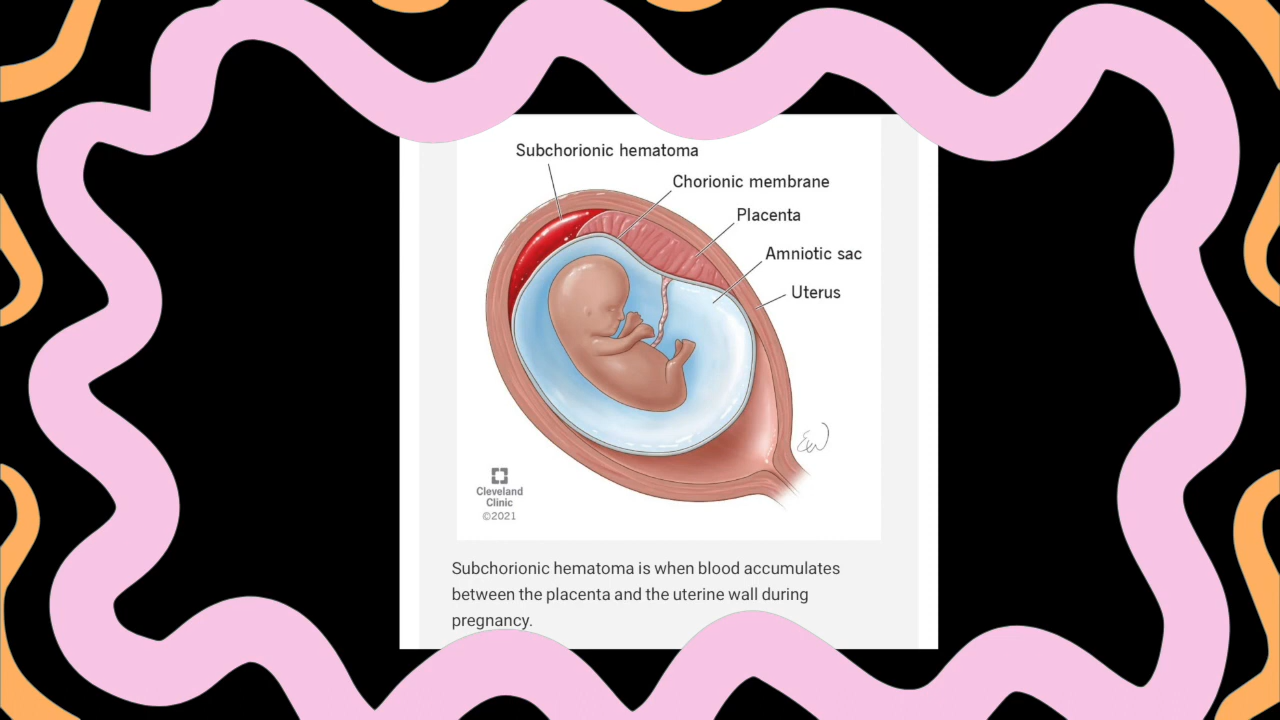 Subchorionic hematoma
Chorionic membrane
Placenta
Amniotic sac
Uterus
Cleveland
Clinic
©2021
Subchorionic hematoma is when blood accumulates
between the placenta and the uterine wall during
pregnancy.